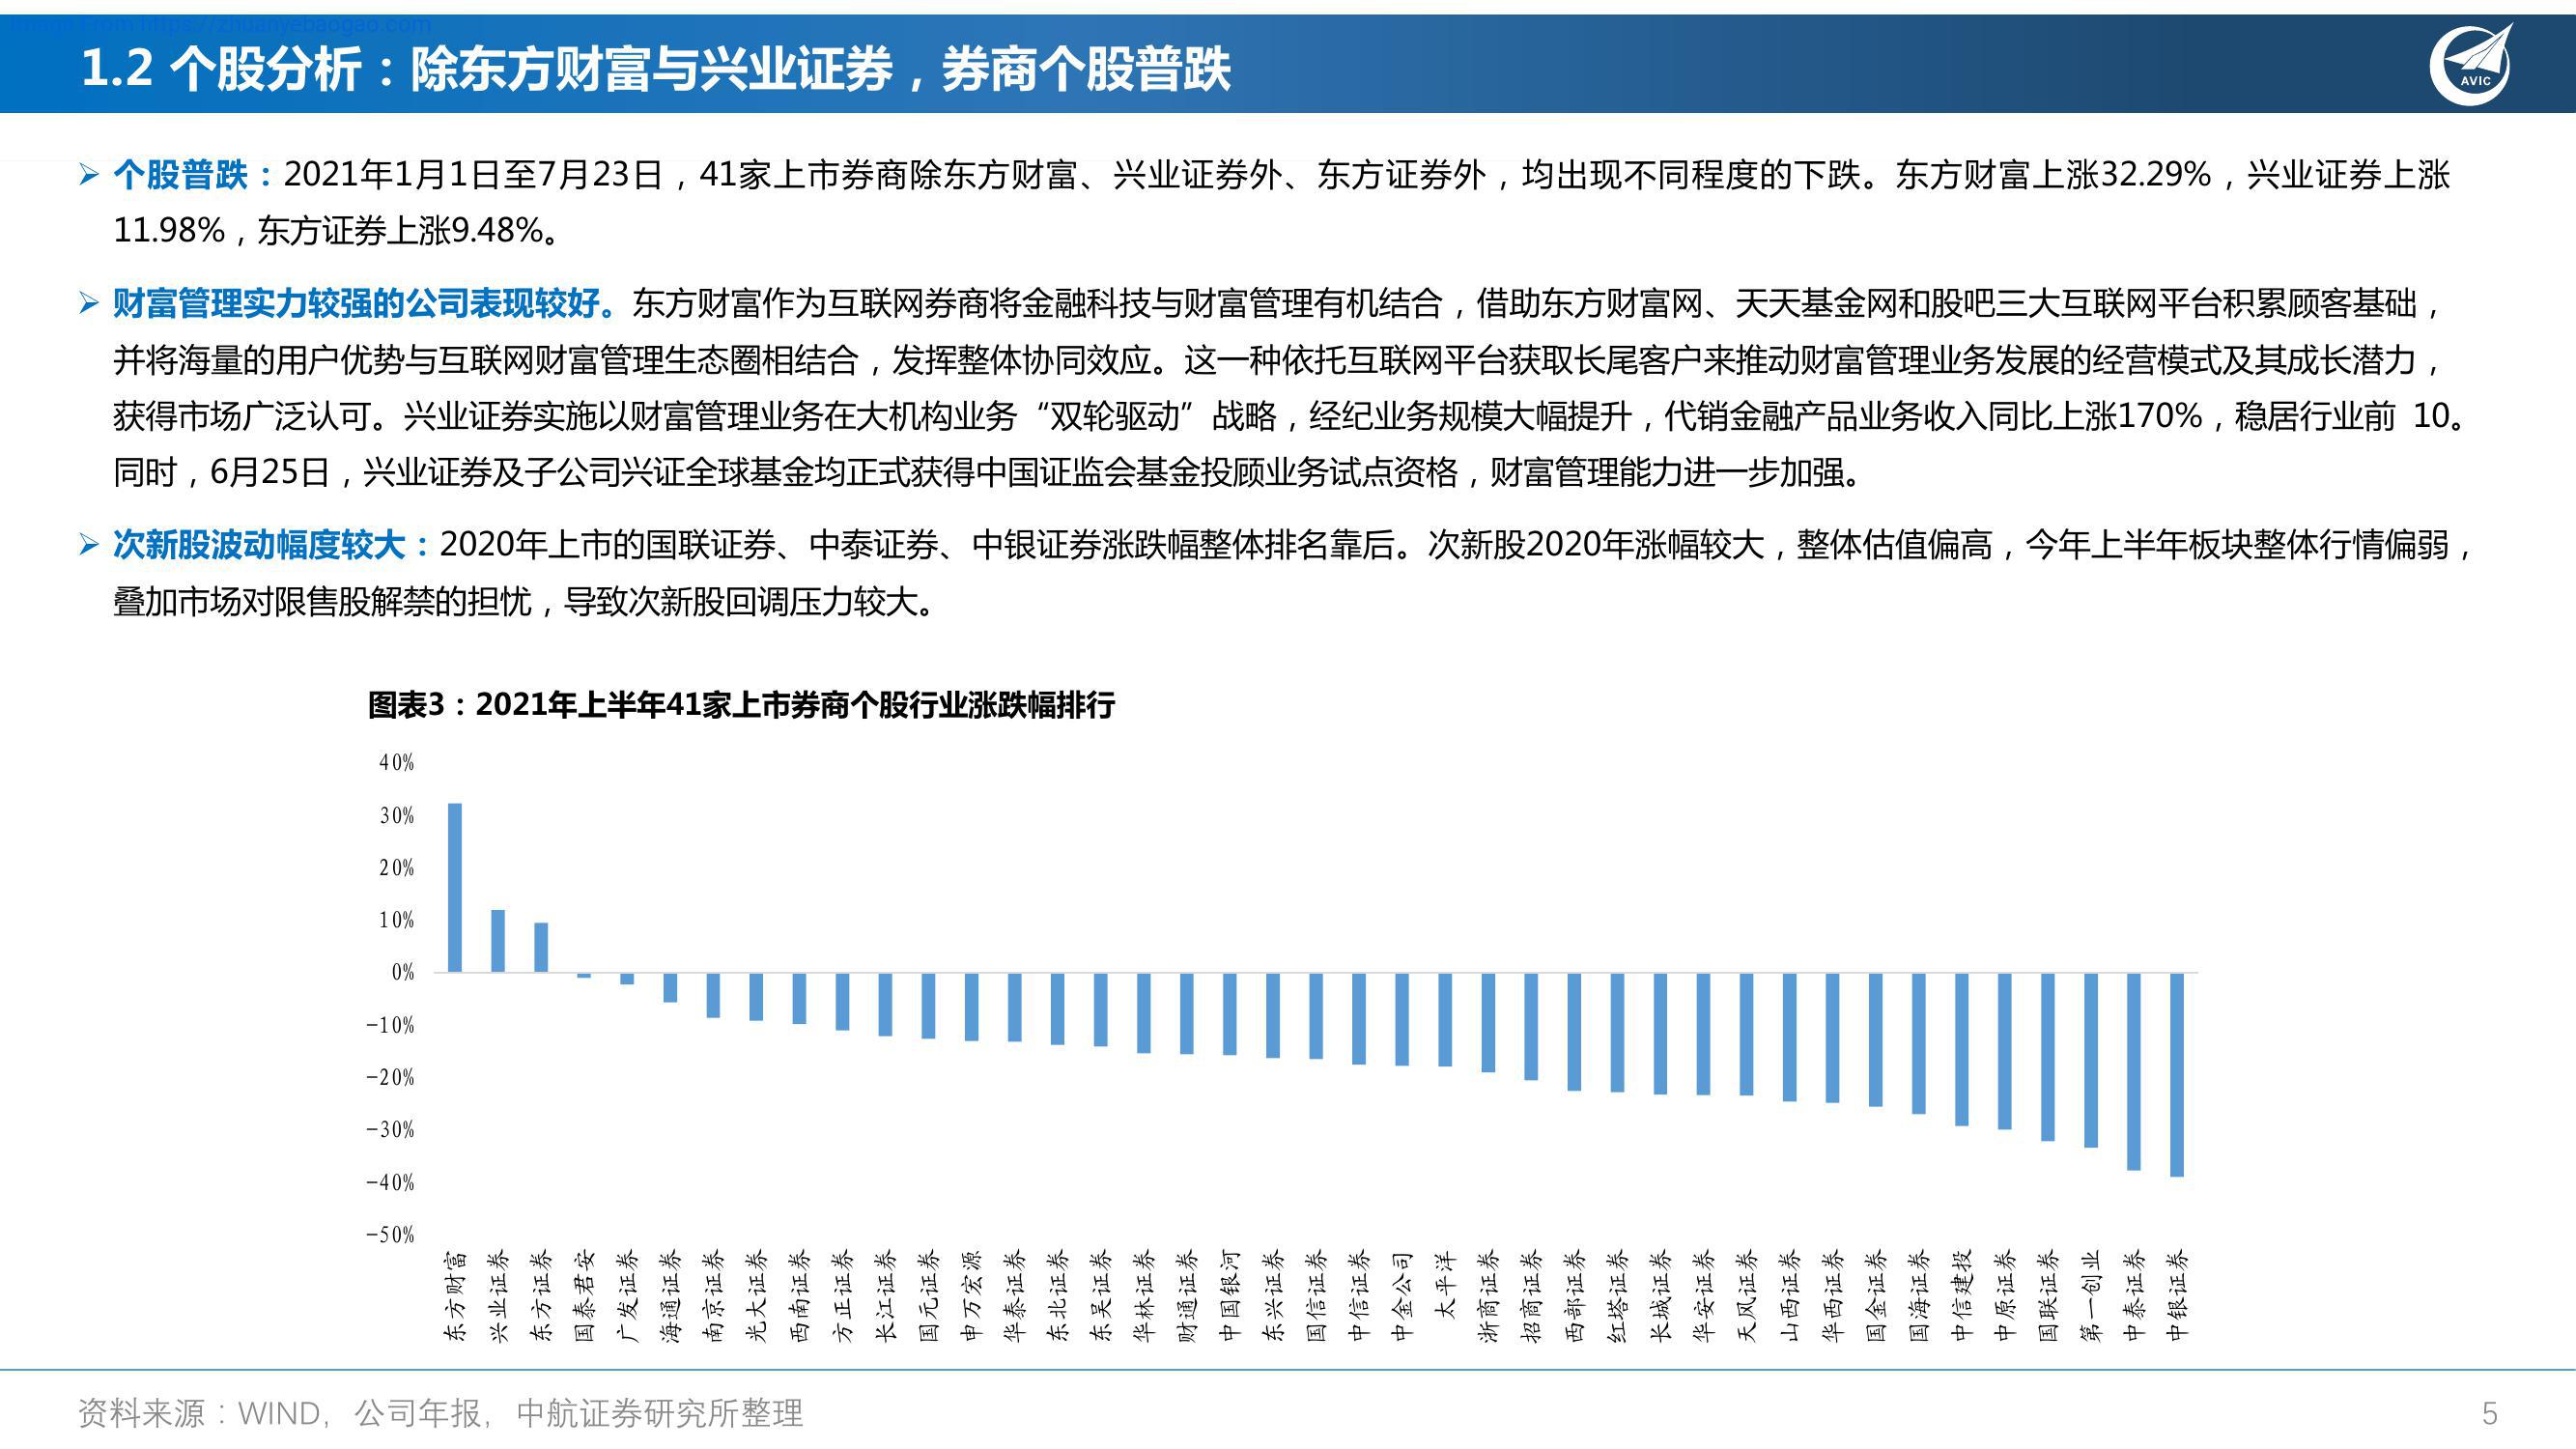 Image From https://zhuanyebaogao.com
1.2 个股分析：除东方财富与兴业证券，券商个股普跌
AVIC
个股普跌：2021年1月1日至7月23日，41家上市券商除东方财富、兴业证券外、东方证券外，均出现不同程度的下跌。东方财富上涨32.29%，兴业证券上涨
11.98%，东方证券上涨9.48%。
财富管理实力较强的公司表现较好。东方财富作为互联网券商将金融科技与财富管理有机结合，借助东方财富网、天天基金网和股吧三大互联网平台积累顾客基础，
并将海量的用户优势与互联网财富管理生态圈相结合，发挥整体协同效应。这一种依托互联网平台获取长尾客户来推动财富管理业务发展的经营模式及其成长潜力，
获得市场广泛认可。兴业证券实施以财富管理业务在大机构业务“双轮驱动”战略，经纪业务规模大幅提升，代销金融产品业务收入同比上涨170%，稳居行业前 10。
同时，6月25日，兴业证券及子公司兴证全球基金均正式获得中国证监会基金投顾业务试点资格，财富管理能力进一步加强。
次新股波动幅度较大：2020年上市的国联证券、中泰证券、中银证券涨跌幅整体排名靠后。次新股2020年涨幅较大，整体估值偏高，今年上半年板块整体行情偏弱，
叠加市场对限售股解禁的担忧，导致次新股回调压力较大。
图表3：2021年上半年41家上市券商个股行业涨跌幅排行
40%
30%
20%
10%
0%
-10%
-20%
-30%
-40%
-50%
东方财富
兴业证券
东方证券
国泰君安
广发证券
海通证券
南京证券
光大证券
西南证券
方正证券
长江证券
国元证券
申万宏源
华泰证券
东北证券
东吴证券
华林证券
财通证券
中国银河
东兴证券
国信证券
中信证券
中金公司
太平洋
浙商证券
招商证券
西部证券
红塔证券
长城证券
华安证券
天风证券
山西证券
华西证券
国金证券
国海证券
中信建投
中原证券
国联证券
第一创业
中泰证券
中银证券
资料来源：WIND，公司年报，中航证券研究所整理
5